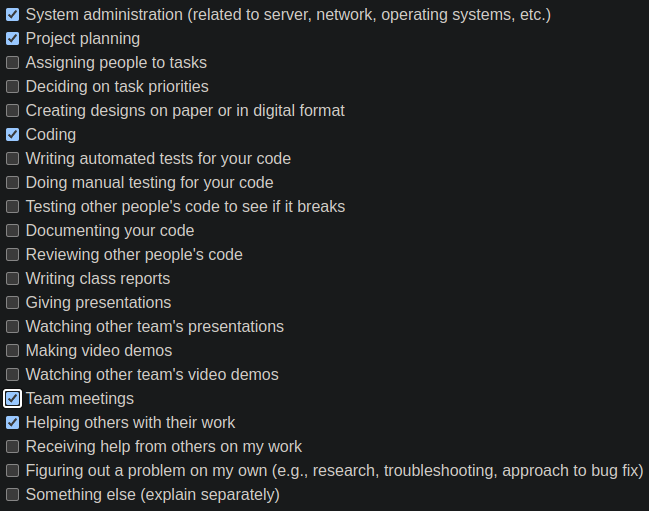 System administration (related to server, network, operating systems, etc.)
Project planning
Assigning people to tasks
Deciding on task priorities
Creating designs on paper or in digital format
Coding
Writing automated tests for your code
Doing manual testing for your code
Testing other people's code to see if it breaks
Documenting your code
Reviewing other people's code
Writing class reports
Giving presentations
Watching other team's presentations
Making video demos
Watching other team's video demos
Team meetings
Helping others with their work
Receiving help from others on my work
Figuring out a problem on my own (e.g., research, troubleshooting, approach to bug fix)
Something else (explain separately)